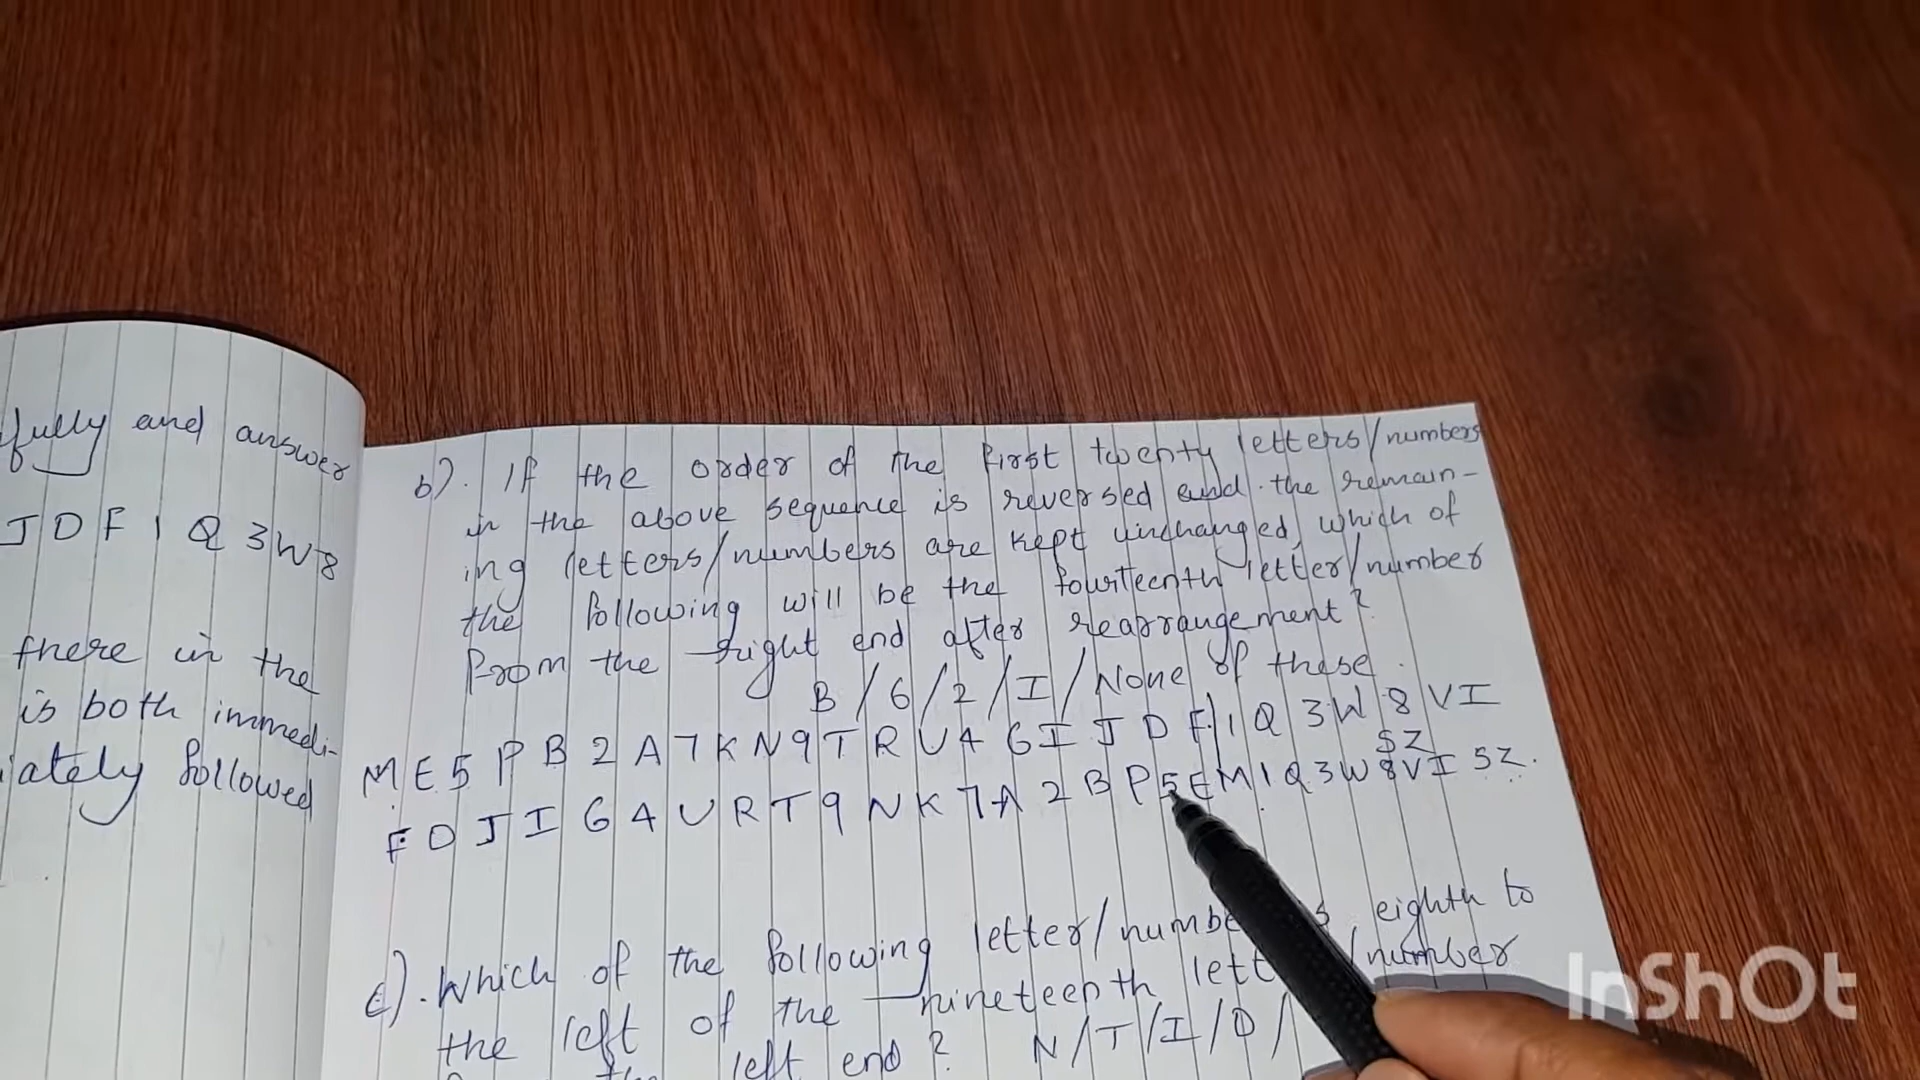 fully and answer
J D F 1 Q 3 W 8
there in the
is both immedi-
iately followed
b). If the order of the first twenty letters/numbers
in the above sequence is reversed and the remain-
ing letters/numbers are kept unchanged, which of
the following will be the fourteenth letter/number
from the right end after rearrangement?
B / 6 / 2 / I / None of these.
M E 5 P B 2 A 7 K N 9 T R U 4 6 I J D F 1 Q 3 W 8 V I
S Z
F D J I 6 4 U R T 9 N K 7 A 2 B P 5 E M 1 Q 3 W 8 V I S Z.
c). Which of the following letter/number is eighth to
the left of the nineteenth /number
the left end? N / T / I / D /
InShOt